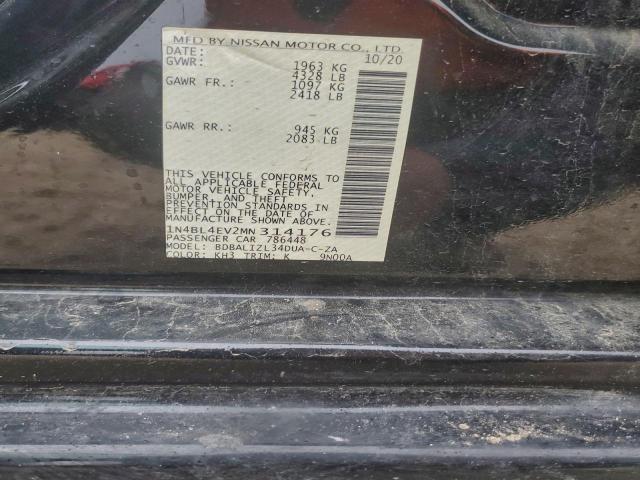 MFD BY NISSAN MOTOR CO., LTD.
DATE: 10/20
GVWR: 1963 KG
4328 LB
GAWR FR.: 1097 KG
2418 LB
GAWR RR.: 945 KG
2083 LB
THIS VEHICLE CONFORMS TO
ALL APPLICABLE FEDERAL
MOTOR VEHICLE SAFETY,
BUMPER, AND THEFT
PREVENTION STANDARDS IN
EFFECT ON THE DATE OF
MANUFACTURE SHOWN ABOVE.
1N4BL4EV2MN314176
PASSENGER CAR 786448
MODEL: BDBALIZL34DUA-C-ZA
COLOR: KH3 TRIM: K 9N00A